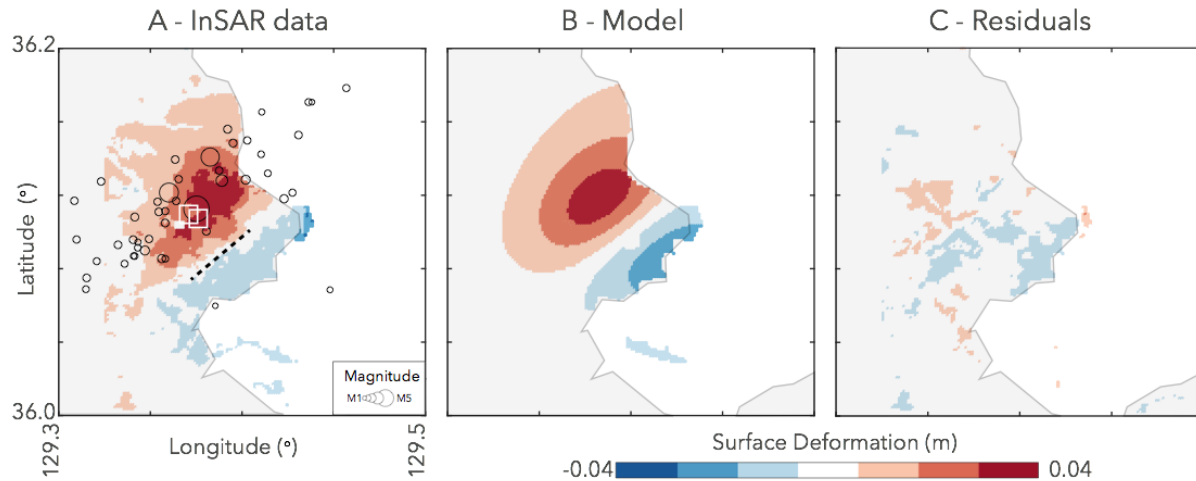 A - InSAR data
B - Model
C - Residuals
36.2
Latitude (°)
36.0
Magnitude
M1 M5
129.3
Longitude (°)
129.5
Surface Deformation (m)
-0.04
0.04